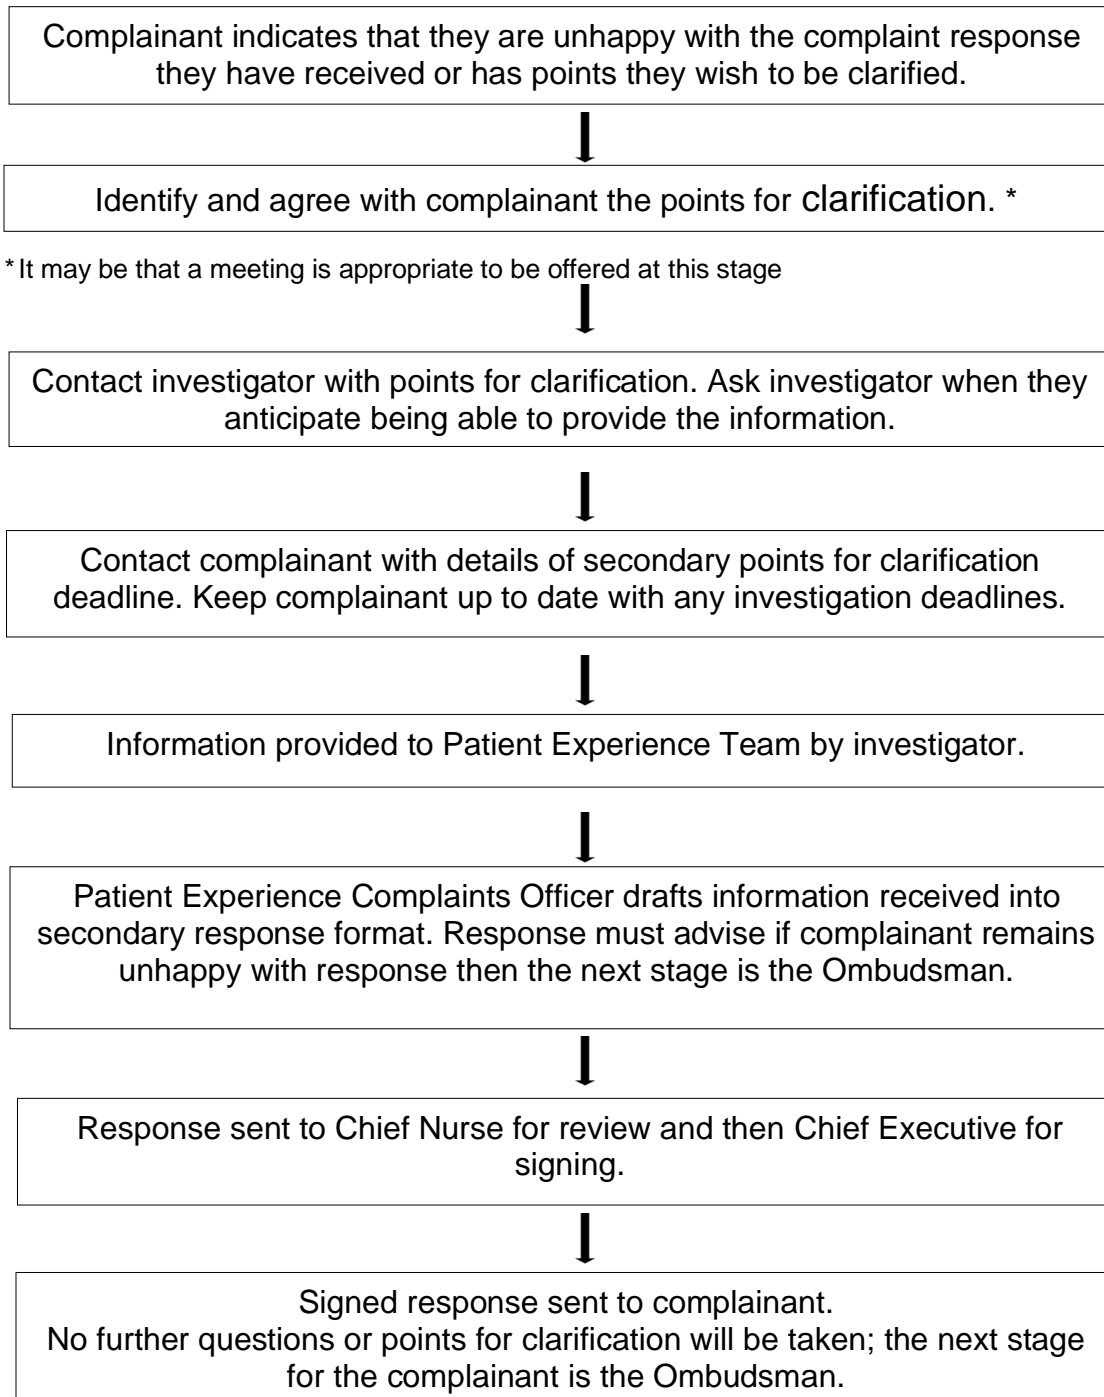 Complainant indicates that they are unhappy with the complaint response
they have received or has points they wish to be clarified.
Identify and agree with complainant the points for clarification. *
* It may be that a meeting is appropriate to be offered at this stage
Contact investigator with points for clarification. Ask investigator when they
anticipate being able to provide the information.
Contact complainant with details of secondary points for clarification
deadline. Keep complainant up to date with any investigation deadlines.
Information provided to Patient Experience Team by investigator.
Patient Experience Complaints Officer drafts information received into
secondary response format. Response must advise if complainant remains
unhappy with response then the next stage is the Ombudsman.
Response sent to Chief Nurse for review and then Chief Executive for
signing.
Signed response sent to complainant.
No further questions or points for clarification will be taken; the next stage
for the complainant is the Ombudsman.